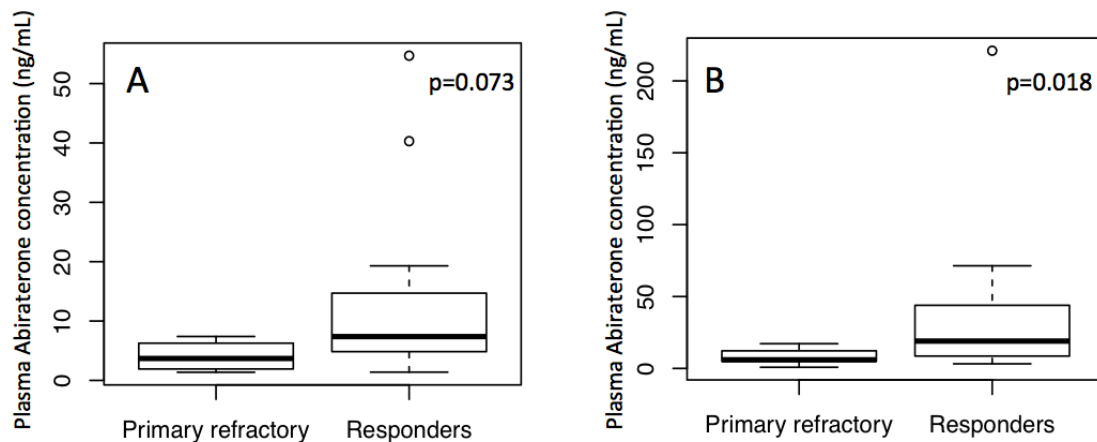 Plasma Abiraterone concentration (ng/mL)
A
p=0.073
50
40
30
20
10
0
Primary refractory
Responders
Plasma Abiraterone concentration (ng/mL)
B
p=0.018
200
150
100
50
0
Primary refractory
Responders